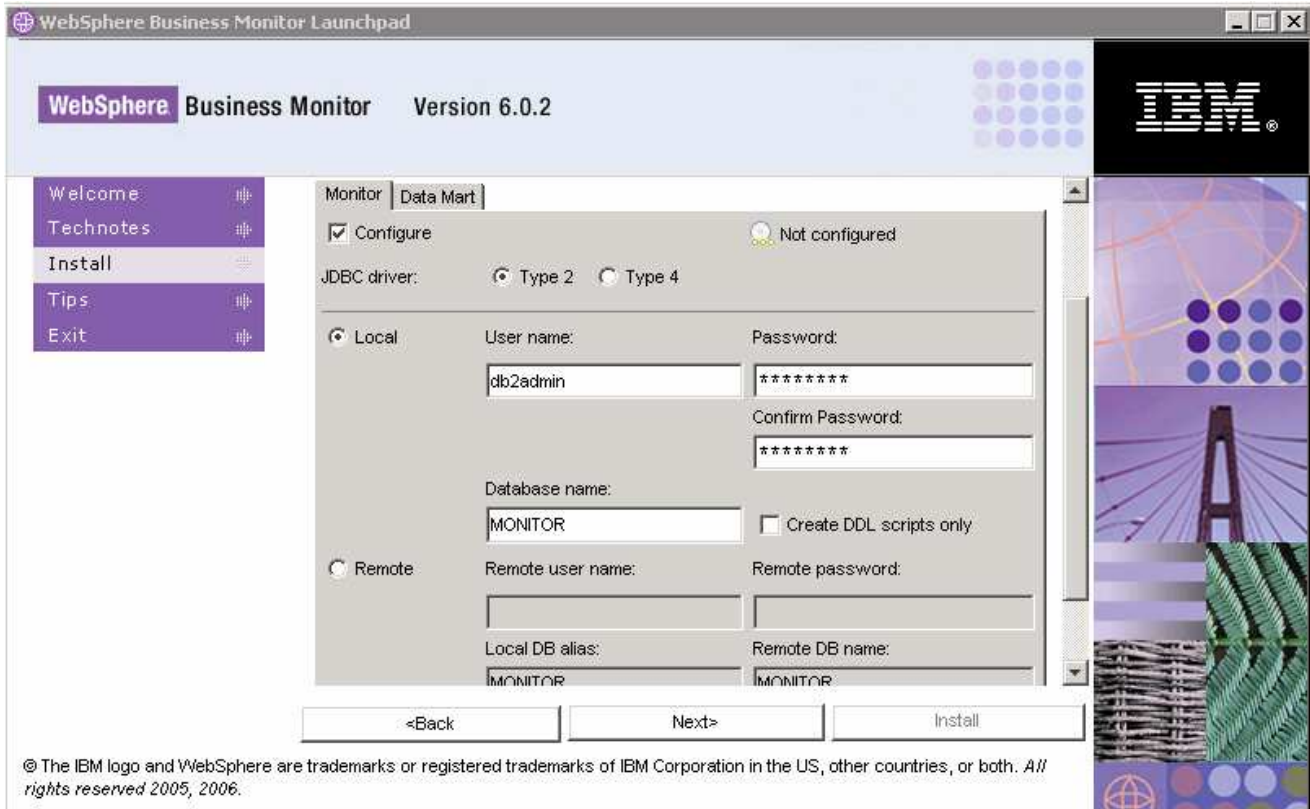 WebSphere Business Monitor Launchpad
WebSphere Business Monitor Version 6.0.2
IBM®
Welcome
Technotes
Install
Tips
Exit
Monitor Data Mart
Configure Not configured
JDBC driver: Type 2 Type 4
Local User name: Password:
db2admin ********
Confirm Password:
********
Database name:
MONITOR Create DDL scripts only
Remote Remote user name: Remote password:
Local DB alias: Remote DB name:
MONITOR MONITOR
<Back Next> Install
© The IBM logo and WebSphere are trademarks or registered trademarks of IBM Corporation in the US, other countries, or both. All
rights reserved 2005, 2006.